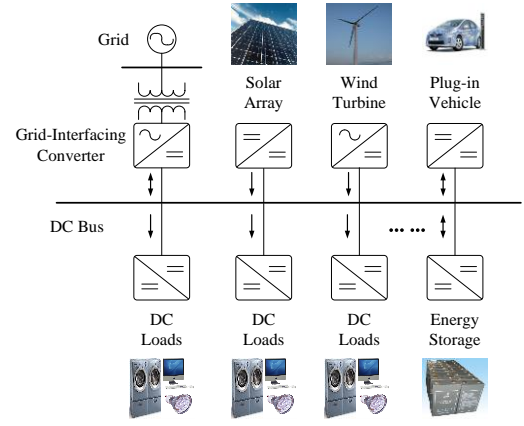 Grid
Solar
Array
Wind
Turbine
Plug-in
Vehicle
Grid-Interfacing
Converter
DC Bus
... ...
DC
Loads
DC
Loads
DC
Loads
Energy
Storage